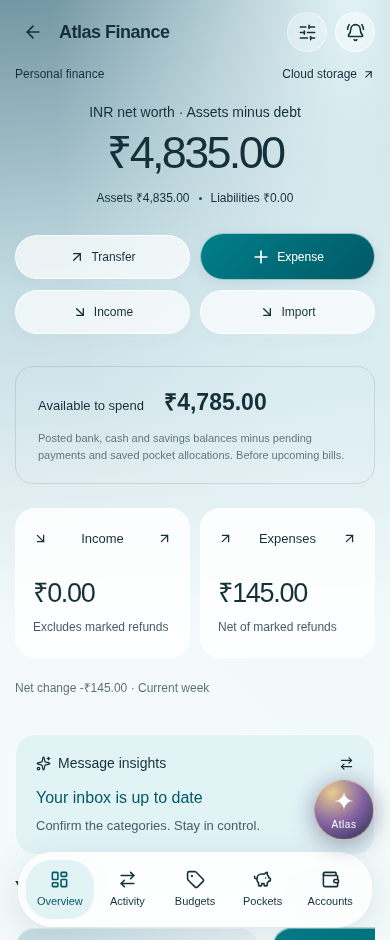 Atlas Finance
Personal finance
Cloud storage
INR net worth · Assets minus debt
₹4,835.00
Assets ₹4,835.00 • Liabilities ₹0.00
Transfer
Expense
Income
Import
Available to spend ₹4,785.00
Posted bank, cash and savings balances minus pending
payments and saved pocket allocations. Before upcoming bills.
Income
Expenses
₹0.00
₹145.00
Excludes marked refunds
Net of marked refunds
Net change -₹145.00 · Current week
Message insights
Your inbox is up to date
Confirm the categories. Stay in control.
Atlas
Overview
Activity
Budgets
Pockets
Accounts